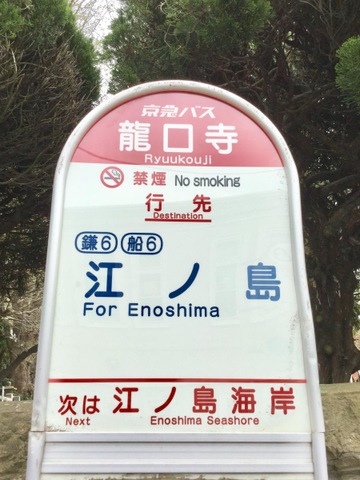 京急バス
龍口寺
Ryuukouji
禁煙 No smoking
行先
Destination
鎌6 船6
江ノ島
For Enoshima
次は 江ノ島海岸
Next Enoshima Seashore